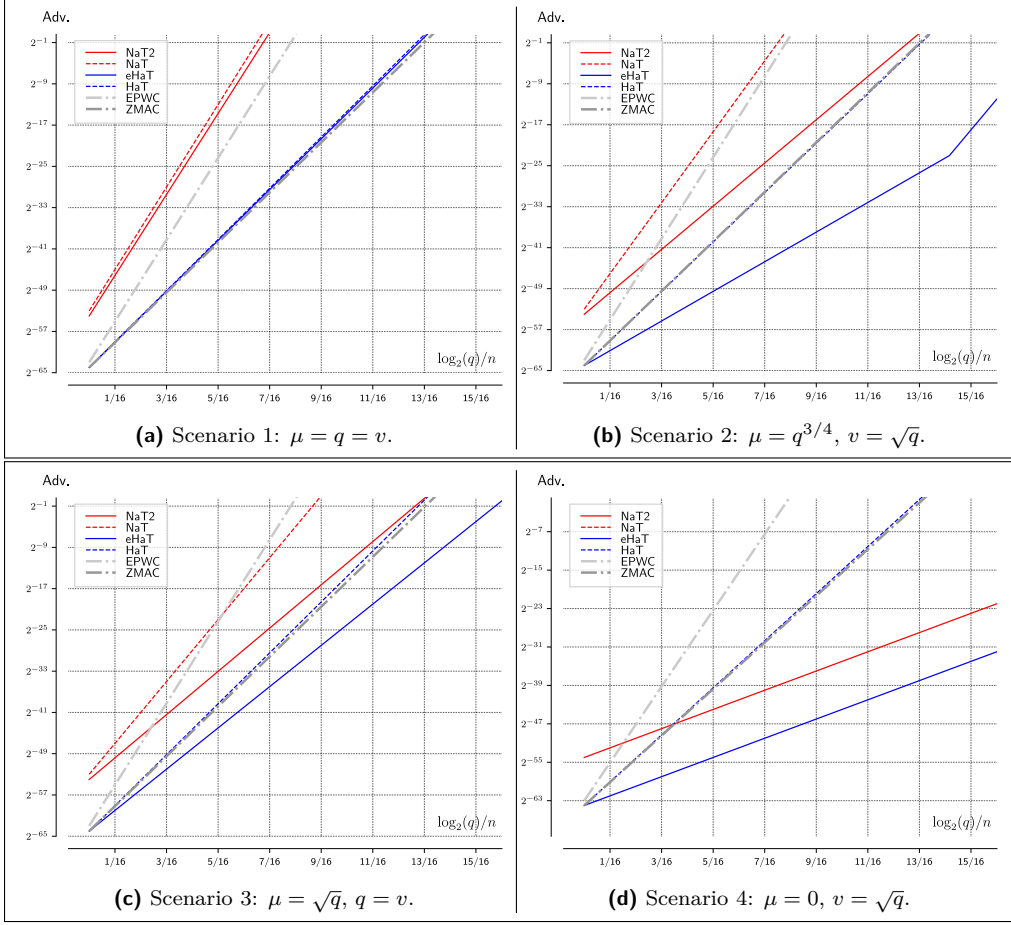 Adv.
2^−1
2^−9
2^−17
2^−25
2^−33
2^−41
2^−49
2^−57
2^−65
NaT2
NaT
eHaT
HaT
EPWC
ZMAC
log₂(q)/n
1/16 3/16 5/16 7/16 9/16 11/16 13/16 15/16
(a) Scenario 1: μ = q = v.
Adv.
2^−1
2^−9
2^−17
2^−25
2^−33
2^−41
2^−49
2^−57
2^−65
NaT2
NaT
eHaT
HaT
EPWC
ZMAC
log₂(q)/n
1/16 3/16 5/16 7/16 9/16 11/16 13/16 15/16
(b) Scenario 2: μ = q^3/4, v = √q.
Adv.
2^−1
2^−9
2^−17
2^−25
2^−33
2^−41
2^−49
2^−57
2^−65
NaT2
NaT
eHaT
HaT
EPWC
ZMAC
log₂(q)/n
1/16 3/16 5/16 7/16 9/16 11/16 13/16 15/16
(c) Scenario 3: μ = √q, q = v.
Adv.
2^−7
2^−15
2^−23
2^−31
2^−39
2^−47
2^−55
2^−63
NaT2
NaT
eHaT
HaT
EPWC
ZMAC
log₂(q)/n
1/16 3/16 5/16 7/16 9/16 11/16 13/16 15/16
(d) Scenario 4: μ = 0, v = √q.